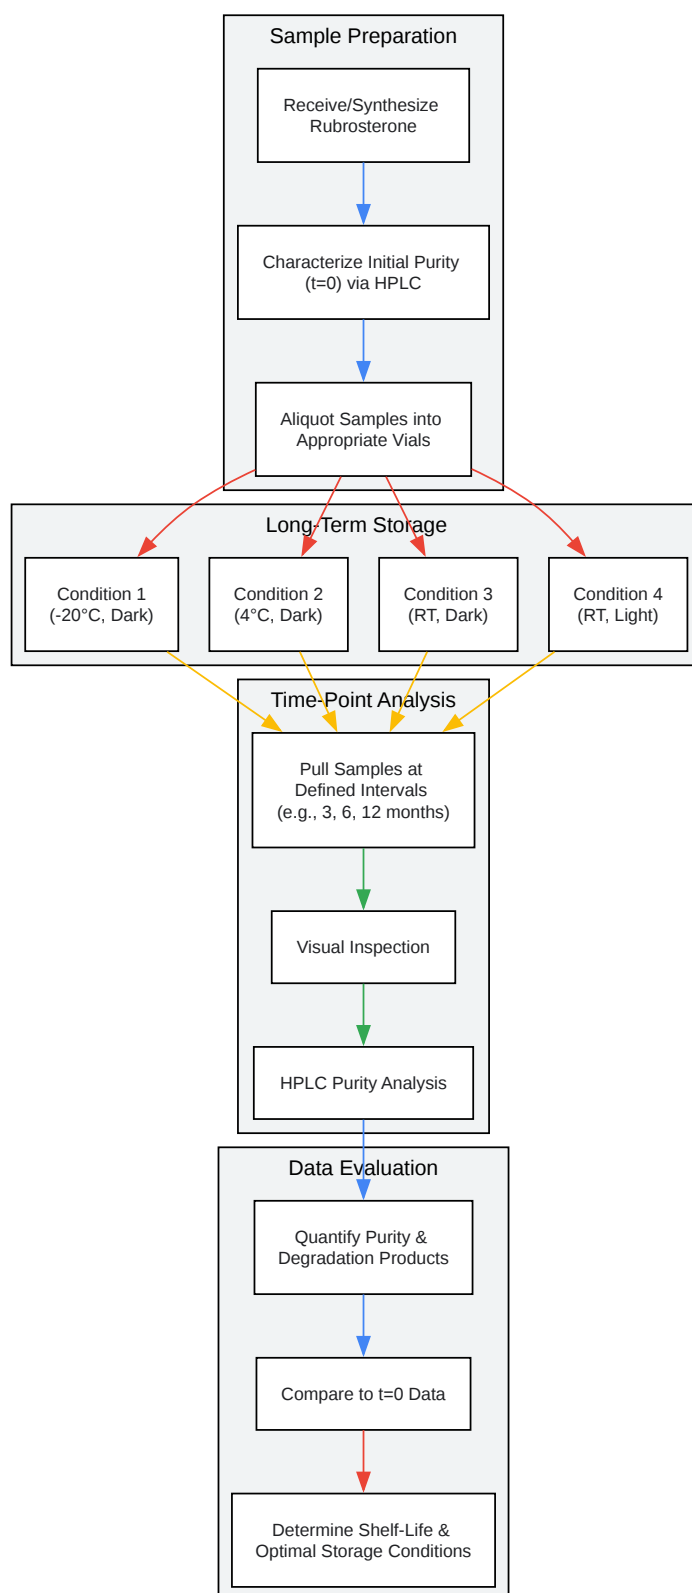 Sample Preparation
Receive/Synthesize
Rubrosterone
Characterize Initial Purity
(t=0) via HPLC
Aliquot Samples into
Appropriate Vials
Long-Term Storage
Condition 1
(-20°C, Dark)
Condition 2
(4°C, Dark)
Condition 3
(RT, Dark)
Condition 4
(RT, Light)
Time-Point Analysis
Pull Samples at
Defined Intervals
(e.g., 3, 6, 12 months)
Visual Inspection
HPLC Purity Analysis
Data Evaluation
Quantify Purity &
Degradation Products
Compare to t=0 Data
Determine Shelf-Life &
Optimal Storage Conditions